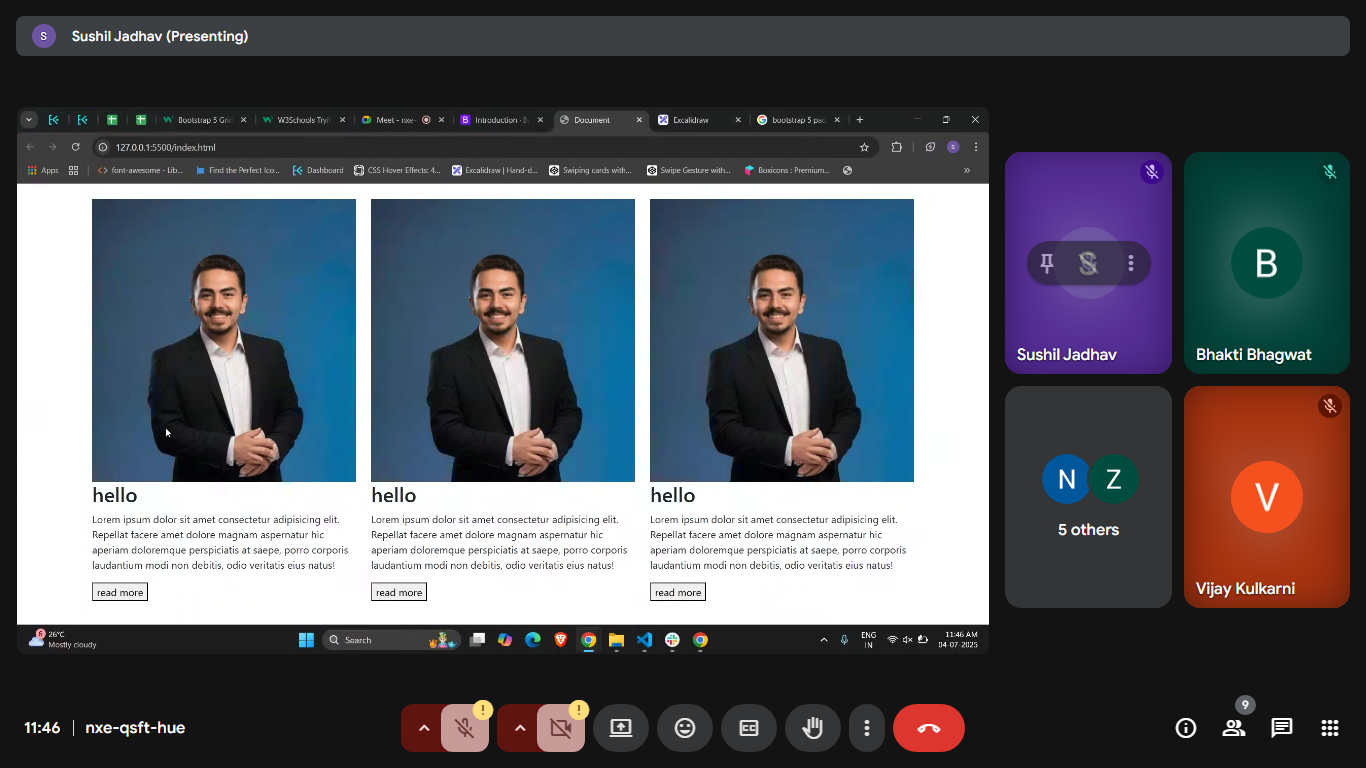 S Sushil Jadhav (Presenting)
Bootstrap 5 Gri
W3Schools Tryi
Meet - nxe-
Introduction · B
Document
Excalidraw
bootstrap 5 pad
127.0.0.1:5500/index.html
S
Apps
font-awesome - Lib...
Find the Perfect Ico...
Dashboard
CSS Hover Effects: 4...
Excalidraw | Hand-d...
Swiping cards with...
Swipe Gesture with...
Boxicons : Premium...
»
hello
Lorem ipsum dolor sit amet consectetur adipisicing elit.
Repellat facere amet dolore magnam aspernatur hic
aperiam doloremque perspiciatis at saepe, porro corporis
laudantium modi non debitis, odio veritatis eius natus!
read more
hello
Lorem ipsum dolor sit amet consectetur adipisicing elit.
Repellat facere amet dolore magnam aspernatur hic
aperiam doloremque perspiciatis at saepe, porro corporis
laudantium modi non debitis, odio veritatis eius natus!
read more
hello
Lorem ipsum dolor sit amet consectetur adipisicing elit.
Repellat facere amet dolore magnam aspernatur hic
aperiam doloremque perspiciatis at saepe, porro corporis
laudantium modi non debitis, odio veritatis eius natus!
read more
6
26°C
Mostly cloudy
Search
ENG
IN
11:46 AM
04-07-2025
S
Sushil Jadhav
B
Bhakti Bhagwat
N Z
5 others
V
Vijay Kulkarni
11:46 | nxe-qsft-hue
!
!
CC
9